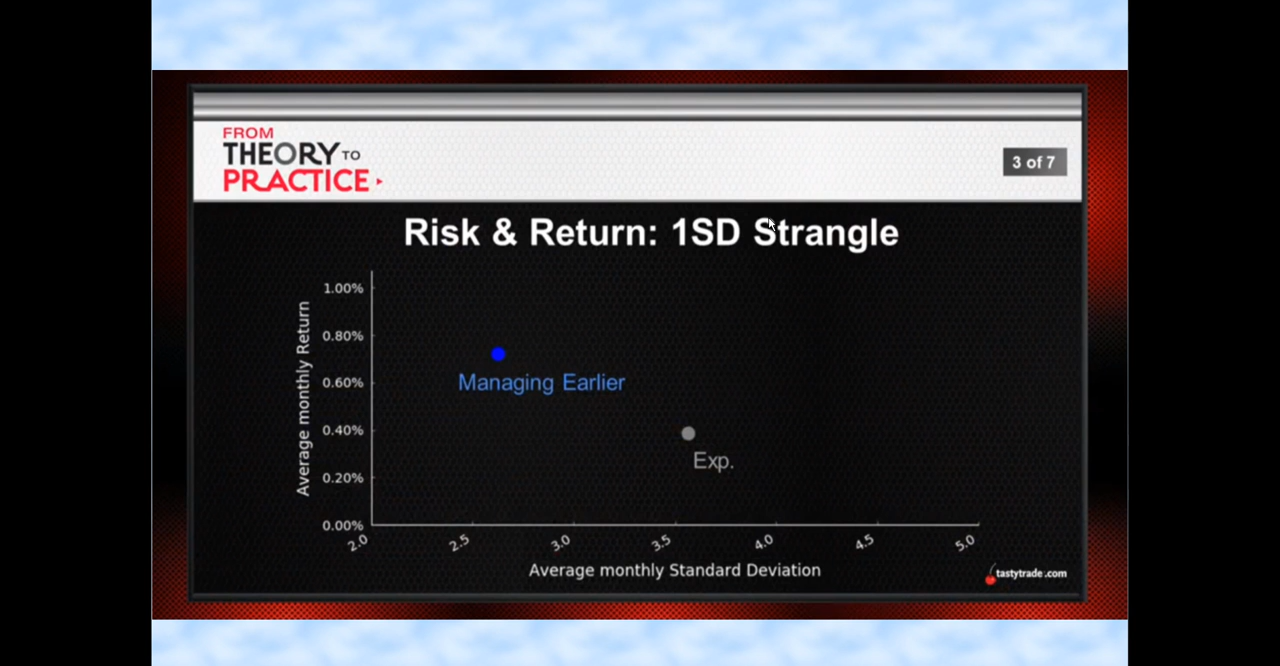 FROM
THEORY TO
PRACTICE
3 of 7
Risk & Return: 1SD Strangle
Average monthly Return
1.00%
0.80%
0.60%
0.40%
0.20%
0.00%
Managing Earlier
Exp.
2.0 2.5 3.0 3.5 4.0 4.5 5.0
Average monthly Standard Deviation
tastytrade.com